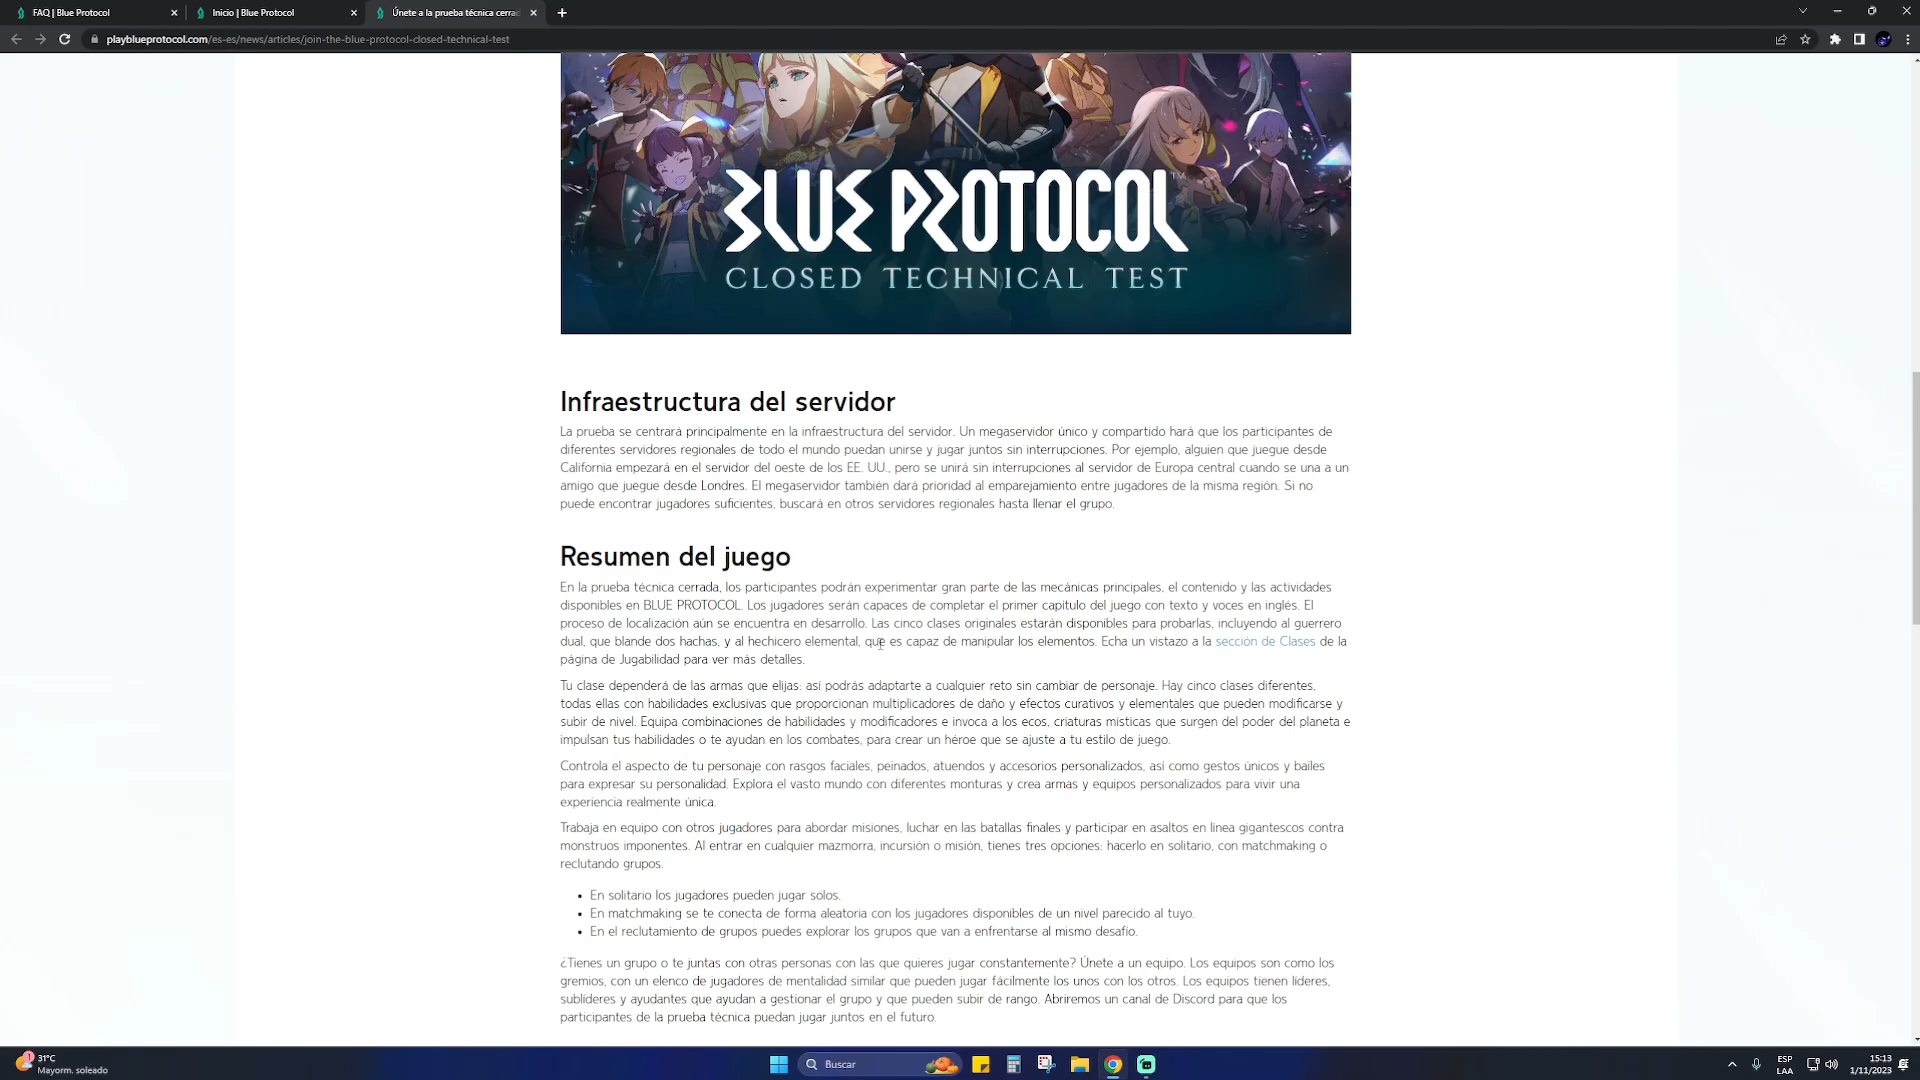 FAQ | Blue Protocol
Inicio | Blue Protocol
Únete a la prueba técnica cerrad
playblueprotocol.com/es-es/news/articles/join-the-blue-protocol-closed-technical-test
BLUE PROTOCOL™
CLOSED TECHNICAL TEST
Infraestructura del servidor
La prueba se centrará principalmente en la infraestructura del servidor. Un megaservidor único y compartido hará que los participantes de
diferentes servidores regionales de todo el mundo puedan unirse y jugar juntos sin interrupciones. Por ejemplo, alguien que juegue desde
California empezará en el servidor del oeste de los EE. UU., pero se unirá sin interrupciones al servidor de Europa central cuando se una a un
amigo que juegue desde Londres. El megaservidor también dará prioridad al emparejamiento entre jugadores de la misma región. Si no
puede encontrar jugadores suficientes, buscará en otros servidores regionales hasta llenar el grupo.
Resumen del juego
En la prueba técnica cerrada, los participantes podrán experimentar gran parte de las mecánicas principales, el contenido y las actividades
disponibles en BLUE PROTOCOL. Los jugadores serán capaces de completar el primer capítulo del juego con texto y voces en inglés. El
proceso de localización aún se encuentra en desarrollo. Las cinco clases originales estarán disponibles para probarlas, incluyendo al guerrero
dual, que blande dos hachas, y al hechicero elemental, que es capaz de manipular los elementos. Echa un vistazo a la sección de Clases de la
página de Jugabilidad para ver más detalles.
Tu clase dependerá de las armas que elijas: así podrás adaptarte a cualquier reto sin cambiar de personaje. Hay cinco clases diferentes,
todas ellas con habilidades exclusivas que proporcionan multiplicadores de daño y efectos curativos y elementales que pueden modificarse y
subir de nivel. Equipa combinaciones de habilidades y modificadores e invoca a los ecos, criaturas místicas que surgen del poder del planeta e
impulsan tus habilidades o te ayudan en los combates, para crear un héroe que se ajuste a tu estilo de juego.
Controla el aspecto de tu personaje con rasgos faciales, peinados, atuendos y accesorios personalizados, así como gestos únicos y bailes
para expresar su personalidad. Explora el vasto mundo con diferentes monturas y crea armas y equipos personalizados para vivir una
experiencia realmente única.
Trabaja en equipo con otros jugadores para abordar misiones, luchar en las batallas finales y participar en asaltos en línea gigantescos contra
monstruos imponentes. Al entrar en cualquier mazmorra, incursión o misión, tienes tres opciones: hacerlo en solitario, con matchmaking o
reclutando grupos.
• En solitario los jugadores pueden jugar solos.
• En matchmaking se te conecta de forma aleatoria con los jugadores disponibles de un nivel parecido al tuyo.
• En el reclutamiento de grupos puedes explorar los grupos que van a enfrentarse al mismo desafío.
¿Tienes un grupo o te juntas con otras personas con las que quieres jugar constantemente? Únete a un equipo. Los equipos son como los
gremios, con un elenco de jugadores de mentalidad similar que pueden jugar fácilmente los unos con los otros. Los equipos tienen líderes,
sublíderes y ayudantes que ayudan a gestionar el grupo y que pueden subir de rango. Abriremos un canal de Discord para que los
participantes de la prueba técnica puedan jugar juntos en el futuro.
1
31°C
Mayorm. soleado
Buscar
ESP
LAA
15:13
1/11/2023